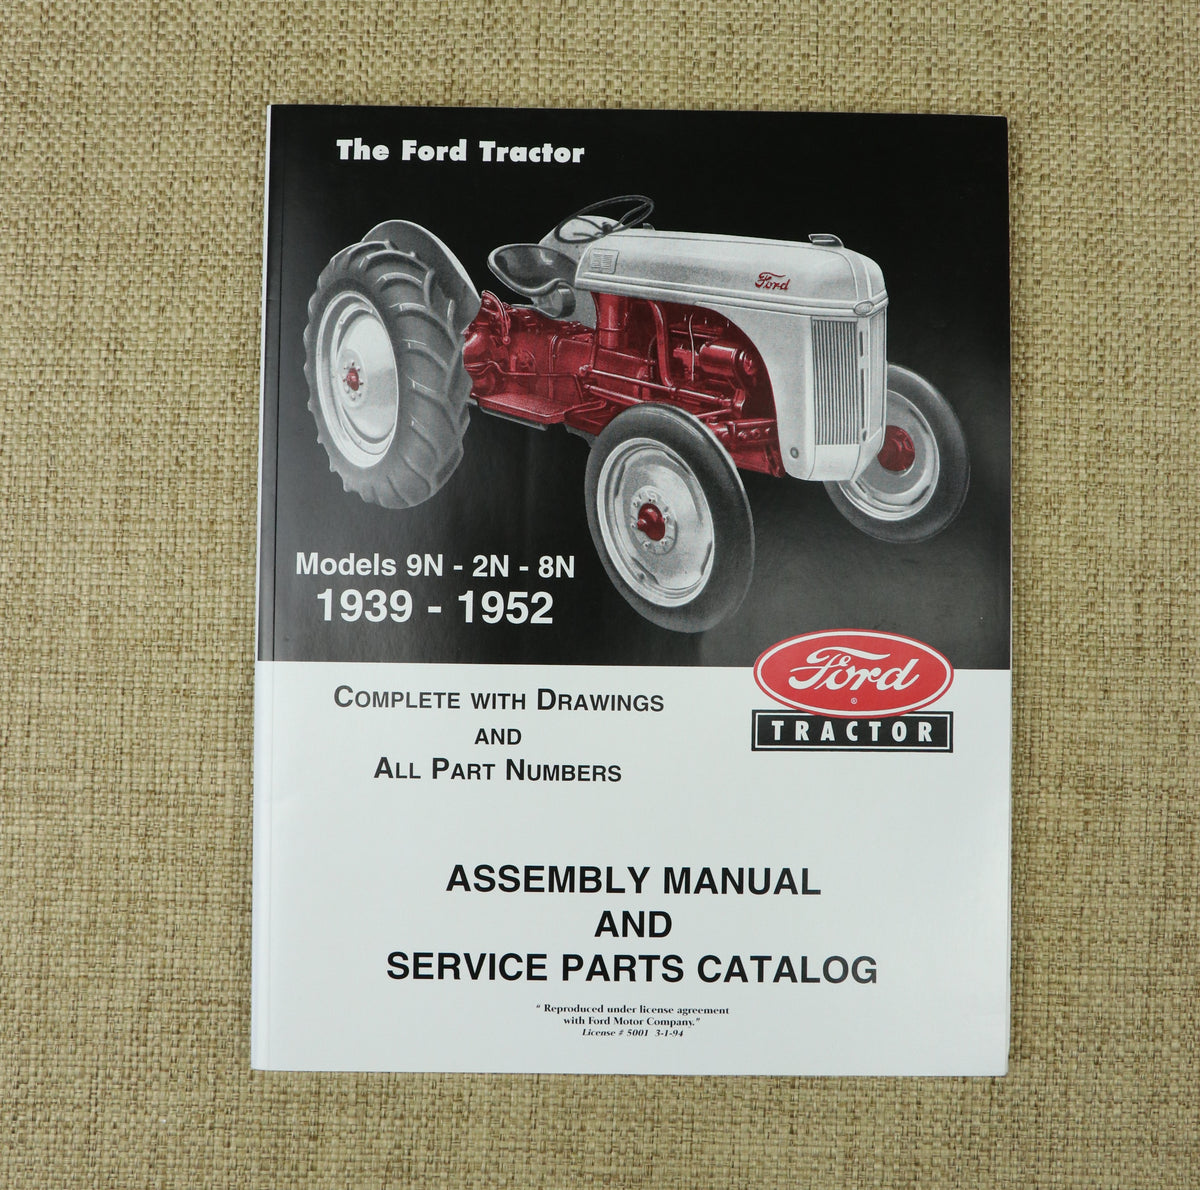 The Ford Tractor
Ford
Models 9N - 2N - 8N
1939 - 1952
Ford
®
TRACTOR
COMPLETE WITH DRAWINGS
AND
ALL PART NUMBERS
ASSEMBLY MANUAL
AND
SERVICE PARTS CATALOG
“ Reproduced under license agreement
with Ford Motor Company."
License # 5001 3-1-94